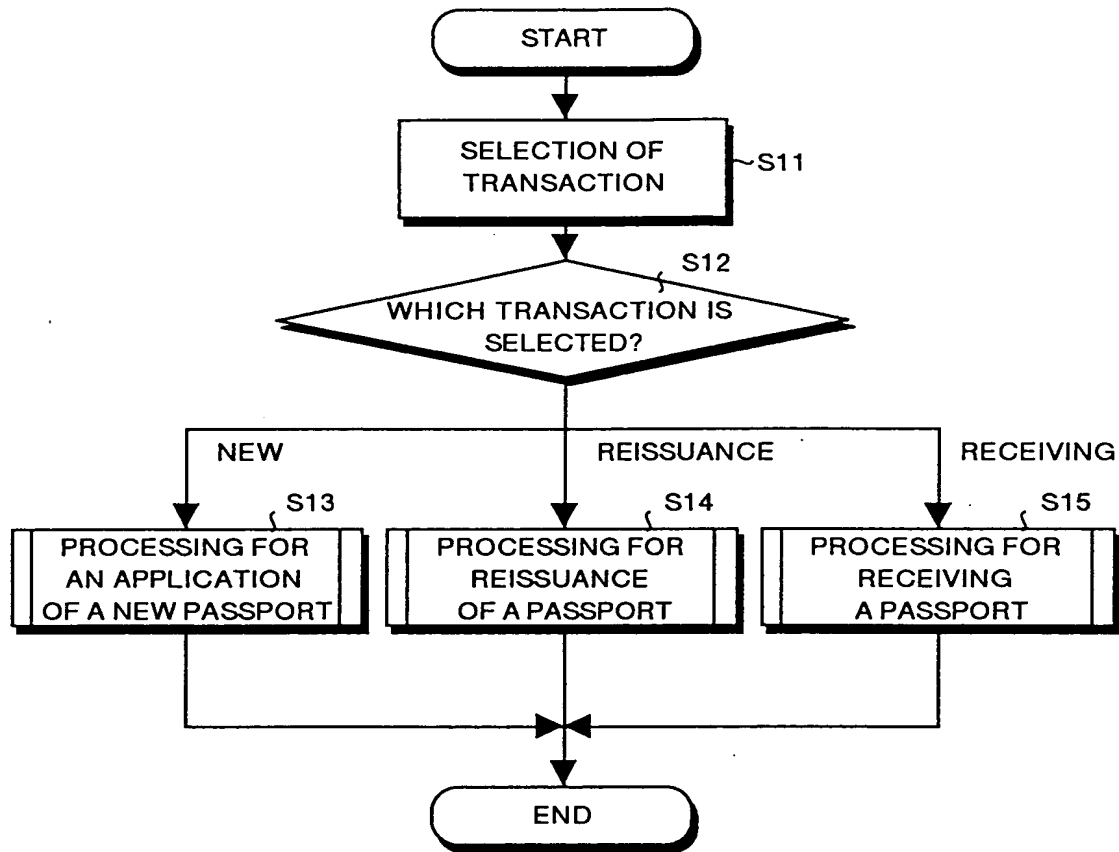 START
SELECTION OF
TRANSACTION
S11
S12
WHICH TRANSACTION IS
SELECTED?
NEW
REISSUANCE
RECEIVING
S13
PROCESSING FOR
AN APPLICATION
OF A NEW PASSPORT
S14
PROCESSING FOR
REISSUANCE
OF A PASSPORT
S15
PROCESSING FOR
RECEIVING
A PASSPORT
END